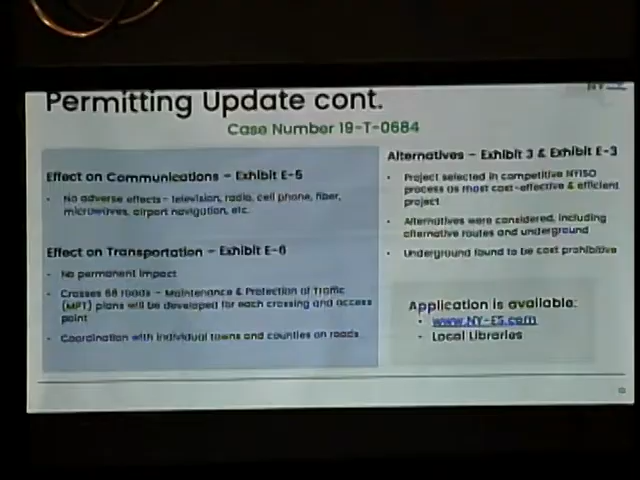 Permitting Update cont.
Case Number 19-T-0684
Effect on Communications – Exhibit E-5
• No adverse effects – television, radio, cell phone, fiber,
microwaves, airport navigation, etc.
Effect on Transportation – Exhibit E-6
• No permanent impact
• Crosses 68 roads – Maintenance & Protection of Traffic
(MPT) plans will be developed for each crossing and access
point
• Coordination with individual towns and counties on roads
Alternatives – Exhibit 3 & Exhibit E-3
• Project selected in competitive NYISO
process as most cost-effective & efficient
project
• Alternatives were considered, including
alternative routes and underground
• Underground found to be cost prohibitive
Application is available:
• www.NY-ES.com
• Local Libraries